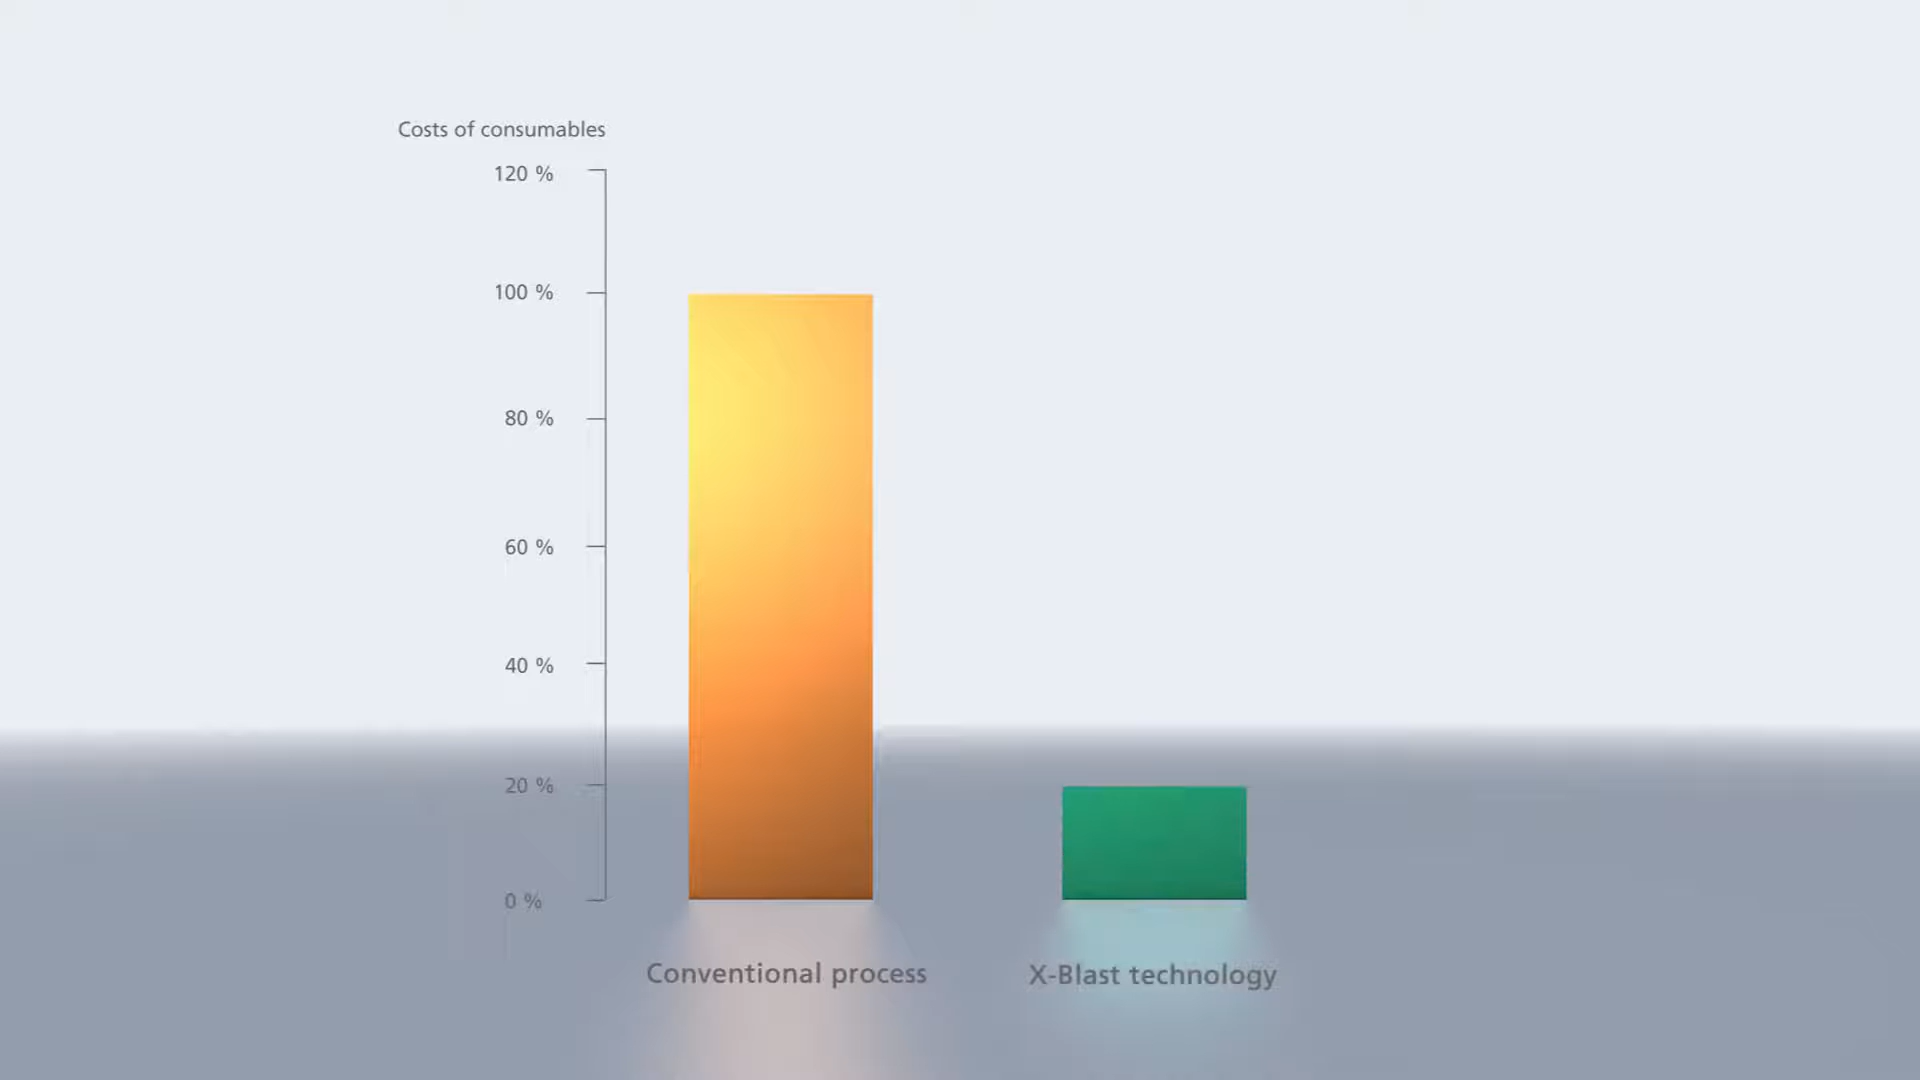 Costs of consumables
120 %
100 %
80 %
60 %
40 %
20 %
0 %
Conventional process
X-Blast technology